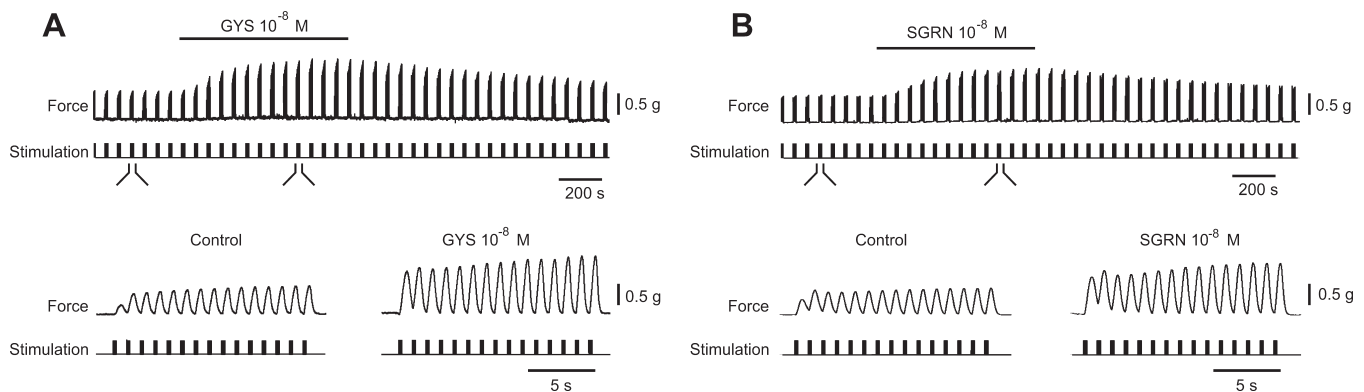 A
GYS 10⁻⁸ M
Force
0.5 g
Stimulation
200 s
Control
GYS 10⁻⁸ M
Force
0.5 g
Stimulation
5 s
B
SGRN 10⁻⁸ M
Force
0.5 g
Stimulation
200 s
Control
SGRN 10⁻⁸ M
Force
0.5 g
Stimulation
5 s